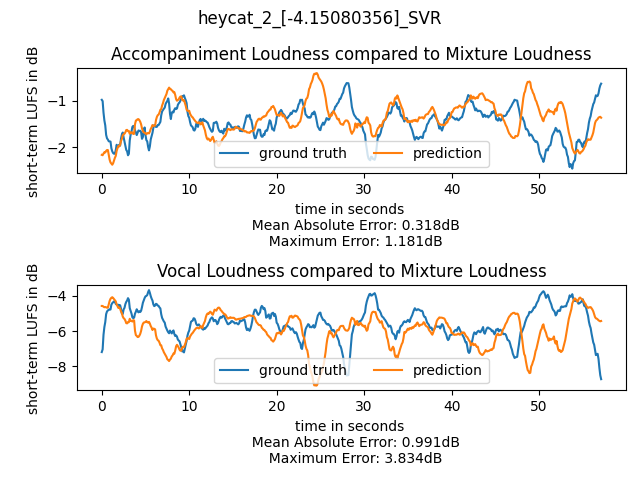 heycat_2_[-4.15080356]_SVR
Accompaniment Loudness compared to Mixture Loudness
short-term LUFS in dB
−1
−2
ground truth
prediction
0
10
20
30
40
50
time in seconds
Mean Absolute Error: 0.318dB
Maximum Error: 1.181dB
Vocal Loudness compared to Mixture Loudness
short-term LUFS in dB
−4
−6
−8
ground truth
prediction
0
10
20
30
40
50
time in seconds
Mean Absolute Error: 0.991dB
Maximum Error: 3.834dB